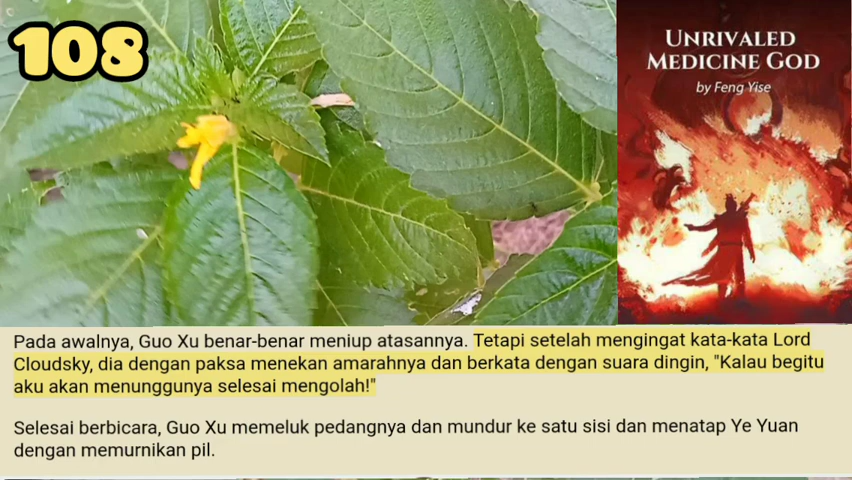 108
UNRIVALED
MEDICINE GOD
by Feng Yise
Pada awalnya, Guo Xu benar-benar meniup atasannya. Tetapi setelah mengingat kata-kata Lord
Cloudsky, dia dengan paksa menekan amarahnya dan berkata dengan suara dingin, "Kalau begitu
aku akan menunggunya selesai mengolah!"
Selesai berbicara, Guo Xu memeluk pedangnya dan mundur ke satu sisi dan menatap Ye Yuan
dengan memurnikan pil.